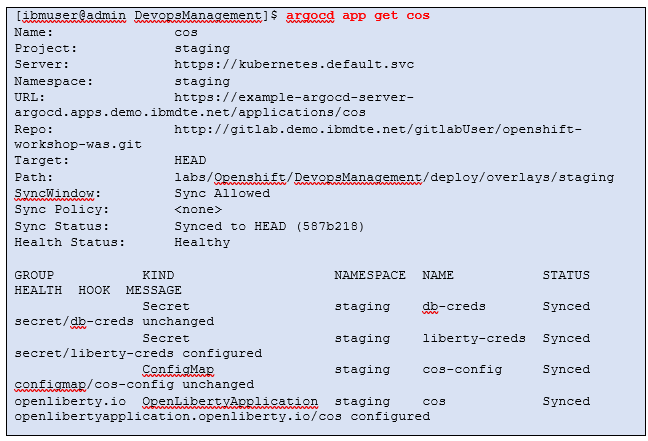 [ibmuser@admin DevopsManagement]$ argocd app get cos
Name: cos
Project: staging
Server: https://kubernetes.default.svc
Namespace: staging
URL: https://example-argocd-server-
argocd.apps.demo.ibmdte.net/applications/cos
Repo: http://gitlab.demo.ibmdte.net/gitlabUser/openshift-
workshop-was.git
Target: HEAD
Path: labs/Openshift/DevopsManagement/deploy/overlays/staging
SyncWindow: Sync Allowed
Sync Policy: <none>
Sync Status: Synced to HEAD (587b218)
Health Status: Healthy
GROUP KIND NAMESPACE NAME STATUS
HEALTH HOOK MESSAGE
Secret staging db-creds Synced
secret/db-creds unchanged
Secret staging liberty-creds Synced
secret/liberty-creds configured
ConfigMap staging cos-config Synced
configmap/cos-config unchanged
openliberty.io OpenLibertyApplication staging cos Synced
openlibertyapplication.openliberty.io/cos configured